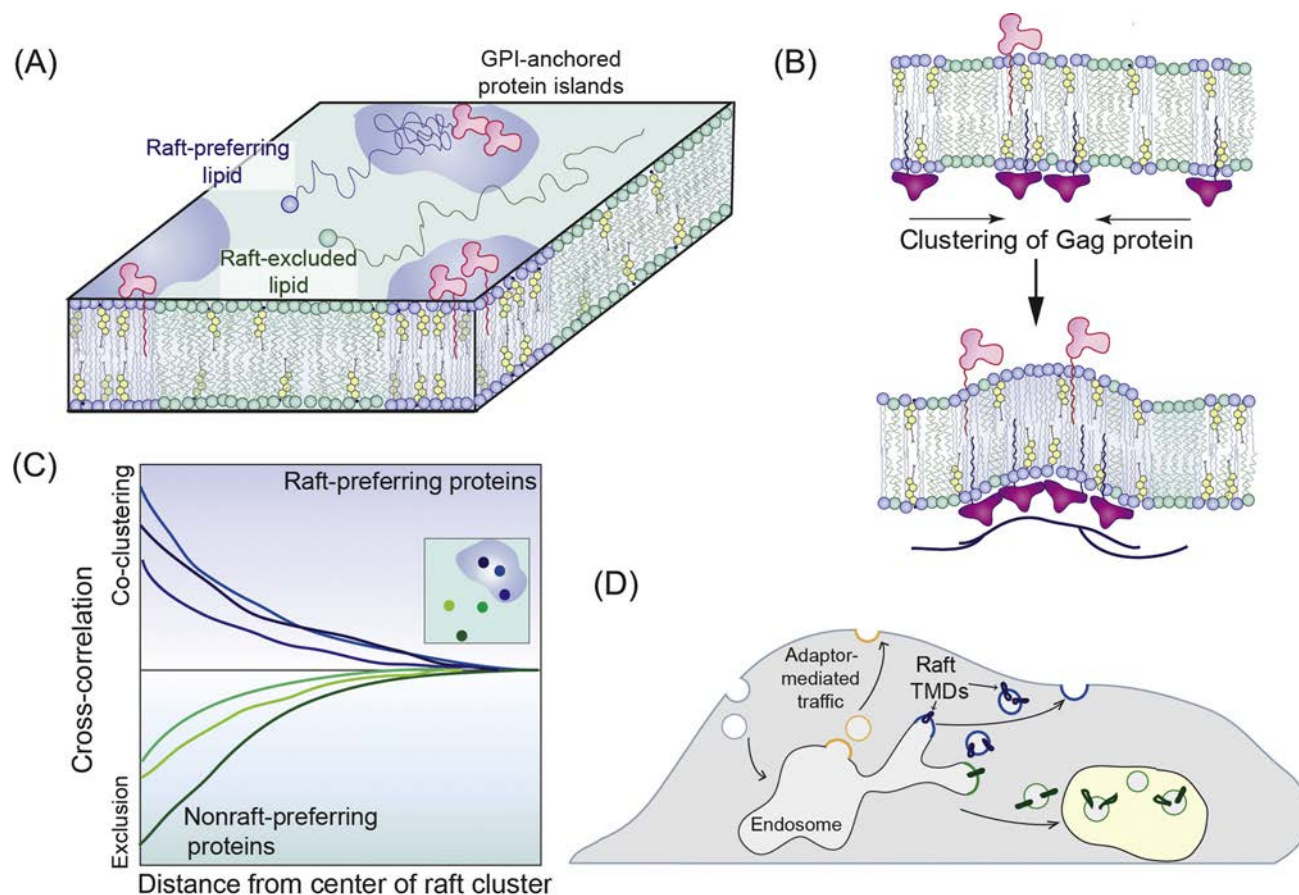 (A)
GPI-anchored
protein islands
Raft-preferring
lipid
Raft-excluded
lipid
(B)
Clustering of Gag protein
(C)
Cross-correlation
Co-clustering
Exclusion
Raft-preferring proteins
Nonraft-preferring
proteins
Distance from center of raft cluster
(D)
Adaptor-
mediated
traffic
Raft
TMDs
Endosome